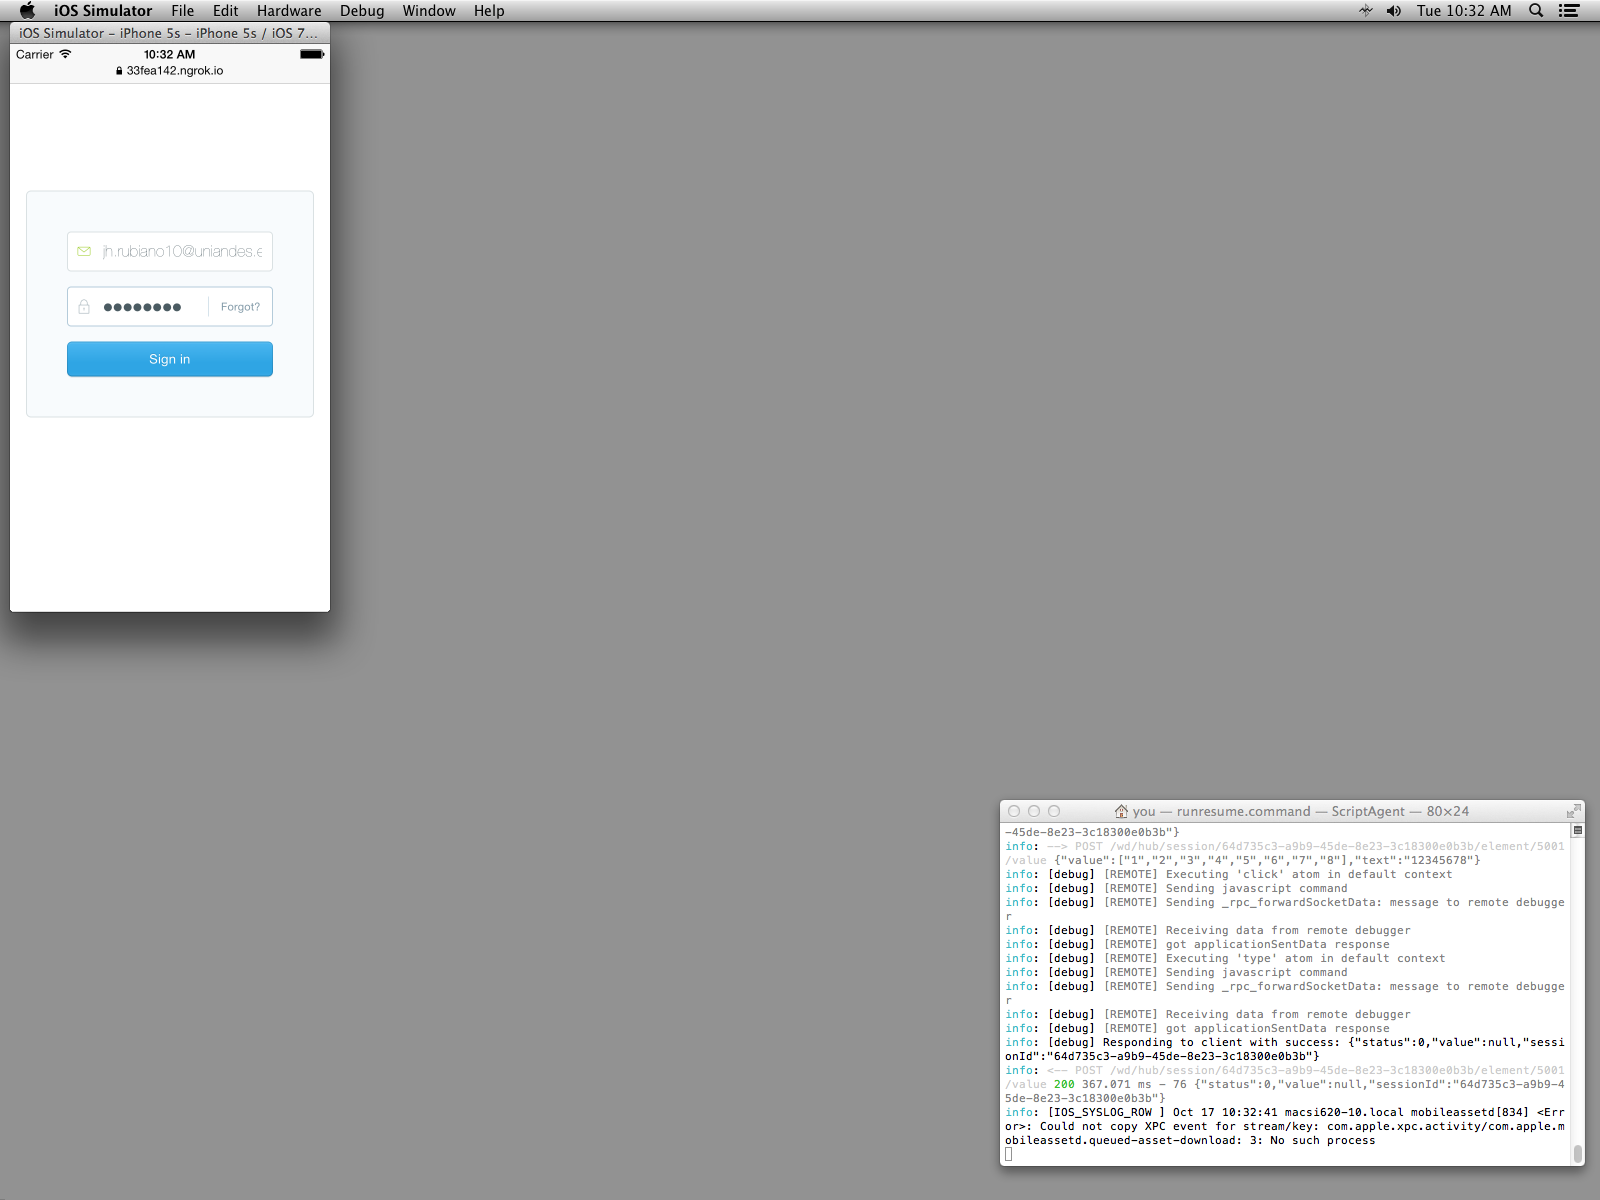 iOS Simulator File Edit Hardware Debug Window Help Tue 10:32 AM
iOS Simulator – iPhone 5s – iPhone 5s / iOS 7...
Carrier 10:32 AM
33fea142.ngrok.io
jh.rubiano10@uniandes.e
Forgot?
Sign in
you — runresume.command — ScriptAgent — 80×24
-45de-8e23-3c18300e0b3b"}
info: --> POST /wd/hub/session/64d735c3-a9b9-45de-8e23-3c18300e0b3b/element/5001
/value {"value":["1","2","3","4","5","6","7","8"],"text":"12345678"}
info: [debug] [REMOTE] Executing 'click' atom in default context
info: [debug] [REMOTE] Sending javascript command
info: [debug] [REMOTE] Sending _rpc_forwardSocketData: message to remote debugge
r
info: [debug] [REMOTE] Receiving data from remote debugger
info: [debug] [REMOTE] got applicationSentData response
info: [debug] [REMOTE] Executing 'type' atom in default context
info: [debug] [REMOTE] Sending javascript command
info: [debug] [REMOTE] Sending _rpc_forwardSocketData: message to remote debugge
r
info: [debug] [REMOTE] Receiving data from remote debugger
info: [debug] [REMOTE] got applicationSentData response
info: [debug] Responding to client with success: {"status":0,"value":null,"sessi
onId":"64d735c3-a9b9-45de-8e23-3c18300e0b3b"}
info: <-- POST /wd/hub/session/64d735c3-a9b9-45de-8e23-3c18300e0b3b/element/5001
/value 200 367.071 ms - 76 {"status":0,"value":null,"sessionId":"64d735c3-a9b9-4
5de-8e23-3c18300e0b3b"}
info: [IOS_SYSLOG_ROW ] Oct 17 10:32:41 macsi620-10.local mobileassetd[834] <Err
or>: Could not copy XPC event for stream/key: com.apple.xpc.activity/com.apple.m
obileassetd.queued-asset-download: 3: No such process